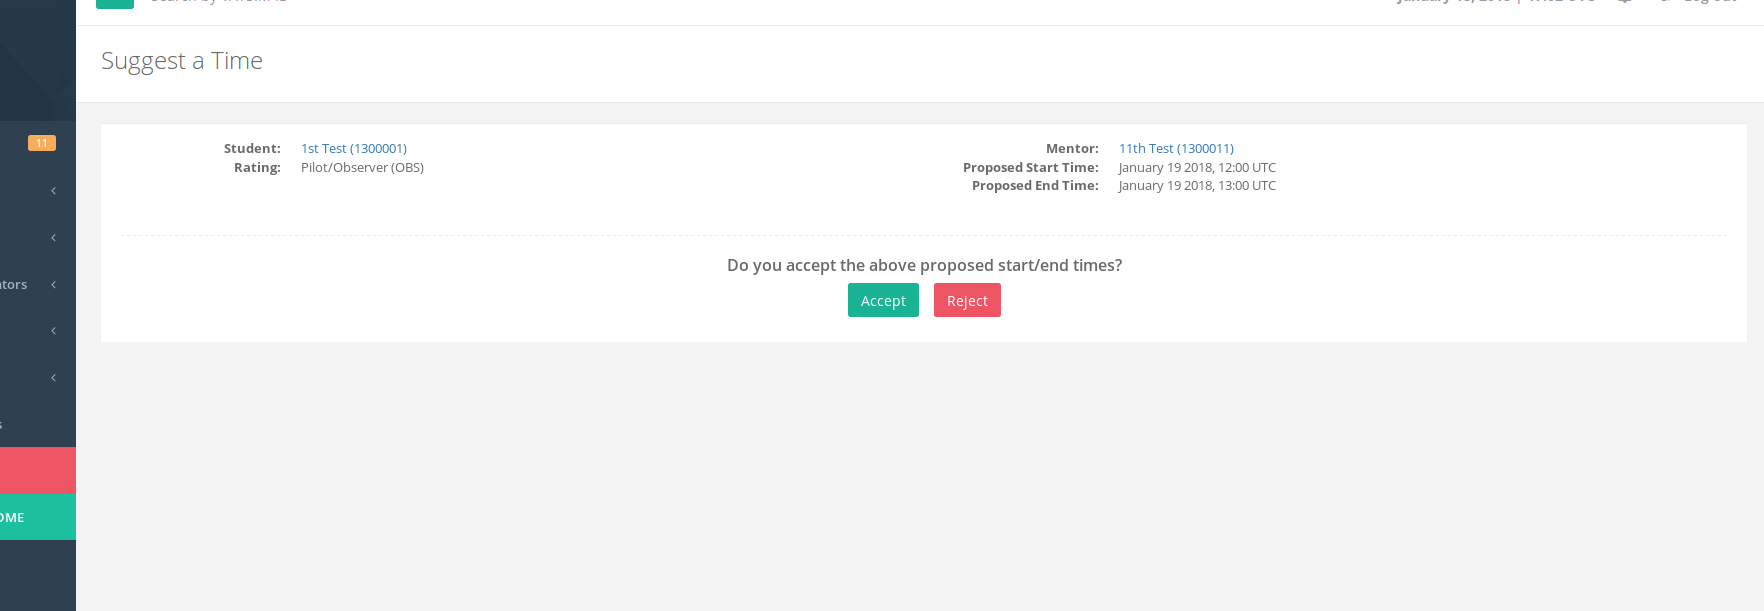 Suggest a Time
11
Student: 1st Test (1300001)
Rating: Pilot/Observer (OBS)
Mentor: 11th Test (1300011)
Proposed Start Time: January 19 2018, 12:00 UTC
Proposed End Time: January 19 2018, 13:00 UTC
Do you accept the above proposed start/end times?
Accept Reject